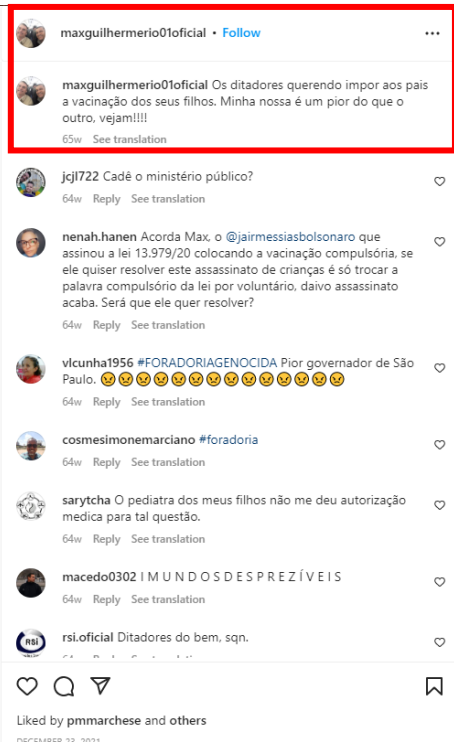 maxguilhermerio01oficial • Follow
maxguilhermerio01oficial Os ditadores querendo impor aos pais
a vacinação dos seus filhos. Minha nossa é um pior do que o
outro, vejam!!!!
65w See translation
jcjl722 Cadê o ministério público?
64w Reply See translation
nenah.hanen Acorda Max, o @jairmessiasbolsonaro que
assinou a lei 13.979/20 colocando a vacinação compulsória, se
ele quiser resolver este assassinato de crianças é só trocar a
palavra compulsório da lei por voluntário, daivo assassinato
acaba. Será que ele quer resolver?
64w Reply See translation
vlcunha1956 #FORADORIAGENOCIDA Pior governador de São
Paulo. 😠😠😠😠😠😠😠😠😠😠😠😠😠😠
64w Reply See translation
cosmesimonemarciano #foradoria
64w Reply See translation
sarytcha O pediatra dos meus filhos não me deu autorização
medica para tal questão.
64w Reply See translation
macedo0302 I M U N D O S D E S P R E Z Í V E I S
64w Reply See translation
RSi
rsi.oficial Ditadores do bem, sqn.
Liked by pmmarchese and others
DECEMBER 23, 2021